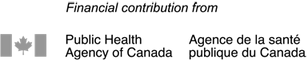 Financial contribution from
Public Health
Agency of Canada
Agence de la santé
publique du Canada